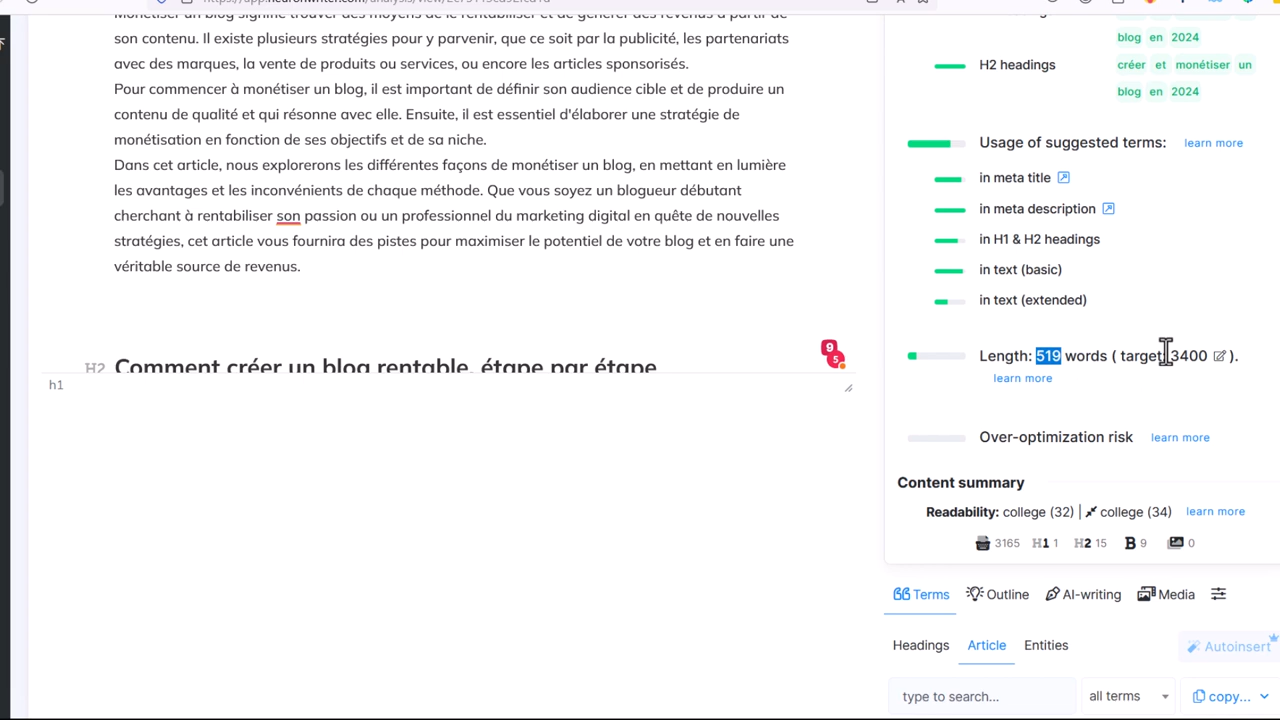 Monétiser un blog signifie trouver des moyens de le rentabiliser et de générer des revenus à partir de
son contenu. Il existe plusieurs stratégies pour y parvenir, que ce soit par la publicité, les partenariats
avec des marques, la vente de produits ou services, ou encore les articles sponsorisés.
Pour commencer à monétiser un blog, il est important de définir son audience cible et de produire un
contenu de qualité et qui résonne avec elle. Ensuite, il est essentiel d'élaborer une stratégie de
monétisation en fonction de ses objectifs et de sa niche.
Dans cet article, nous explorerons les différentes façons de monétiser un blog, en mettant en lumière
les avantages et les inconvénients de chaque méthode. Que vous soyez un blogueur débutant
cherchant à rentabiliser son passion ou un professionnel du marketing digital en quête de nouvelles
stratégies, cet article vous fournira des pistes pour maximiser le potentiel de votre blog et en faire une
véritable source de revenus.
H2 Comment créer un blog rentable, étape par étape
9
5
h1
blog en 2024
H2 headings
créer et monétiser un
blog en 2024
Usage of suggested terms: learn more
in meta title
in meta description
in H1 & H2 headings
in text (basic)
in text (extended)
Length: 519 words ( target 3400 ).
learn more
Over-optimization risk learn more
Content summary
Readability: college (32) | college (34) learn more
3165 H1 1 H2 15 B 9 0
Terms Outline AI-writing Media
Headings Article Entities Autoinsert
type to search... all terms copy...